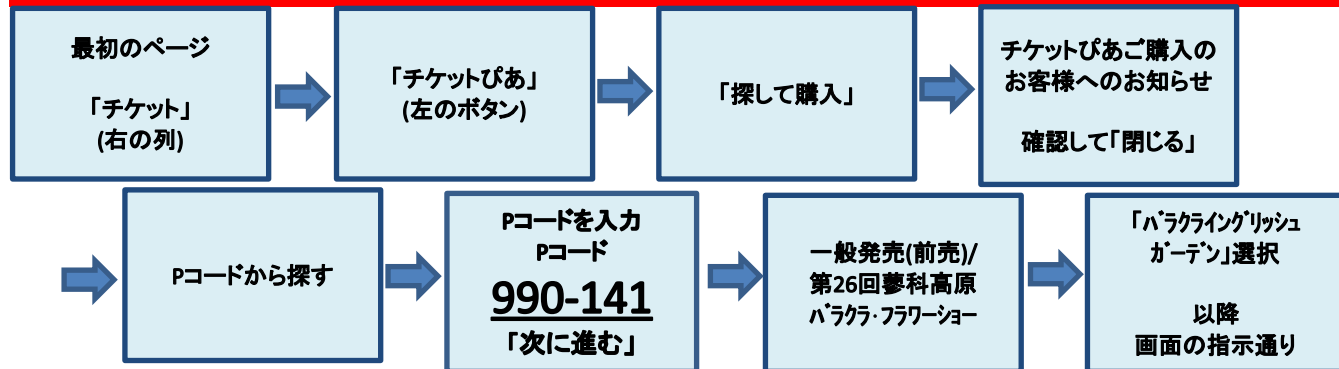 最初のページ
「チケット」
(右の列)
「チケットぴあ」
(左のボタン)
「探して購入」
チケットぴあご購入の
お客様へのお知らせ
確認して「閉じる」
Pコードから探す
Pコードを入力
Pコード
990-141
「次に進む」
一般発売(前売)/
第26回蓼科高原
バラクラ・フラワーショー
「バラクライングリッシュ
ガーデン」選択
以降
画面の指示通り